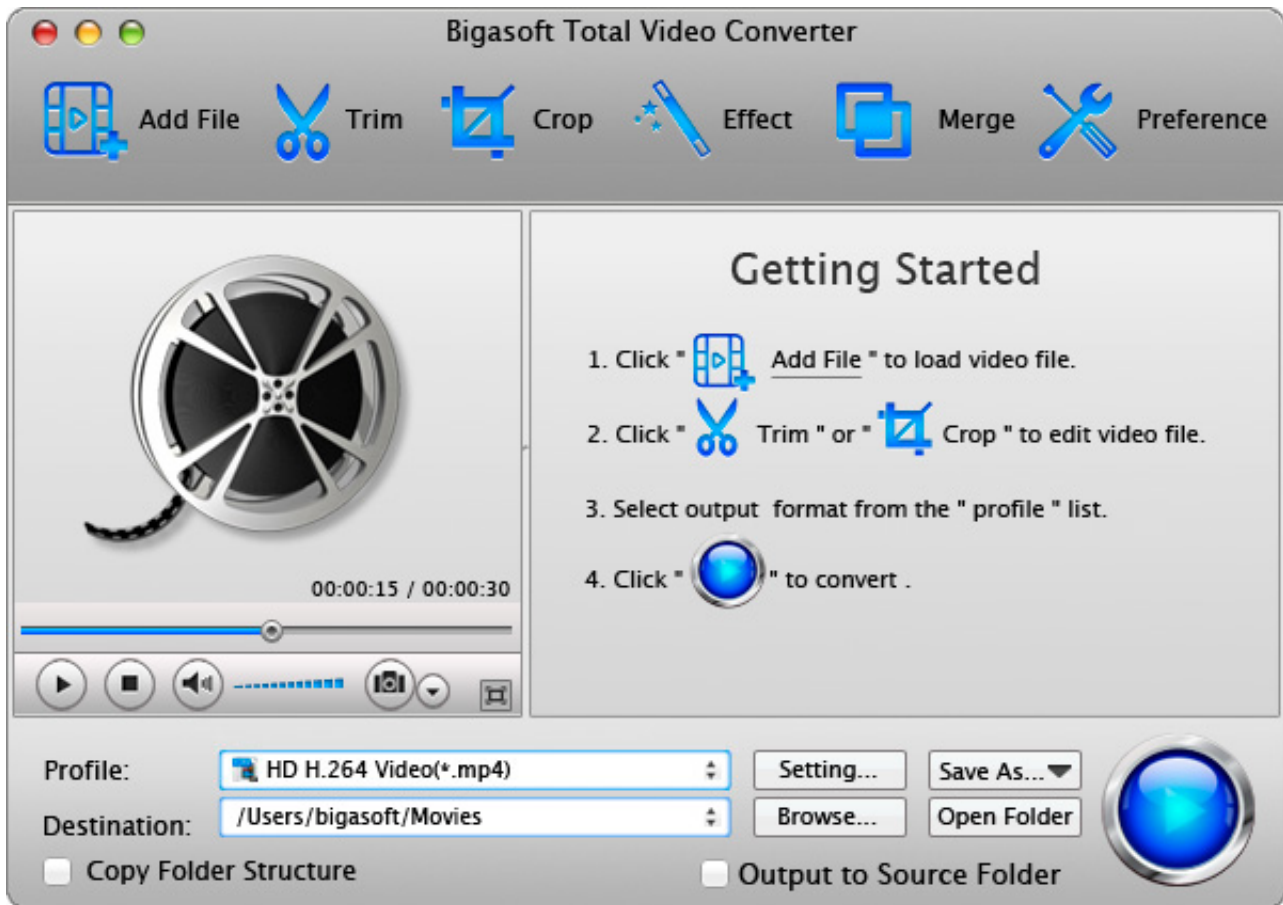 Bigasoft Total Video Converter
Add File Trim Crop Effect Merge Preference
Getting Started
1. Click " Add File " to load video file.
2. Click " Trim " or " Crop " to edit video file.
3. Select output format from the " profile " list.
4. Click " " to convert .
00:00:15 / 00:00:30
Profile: HD H.264 Video(*.mp4) Setting... Save As...
Destination: /Users/bigasoft/Movies Browse... Open Folder
Copy Folder Structure Output to Source Folder